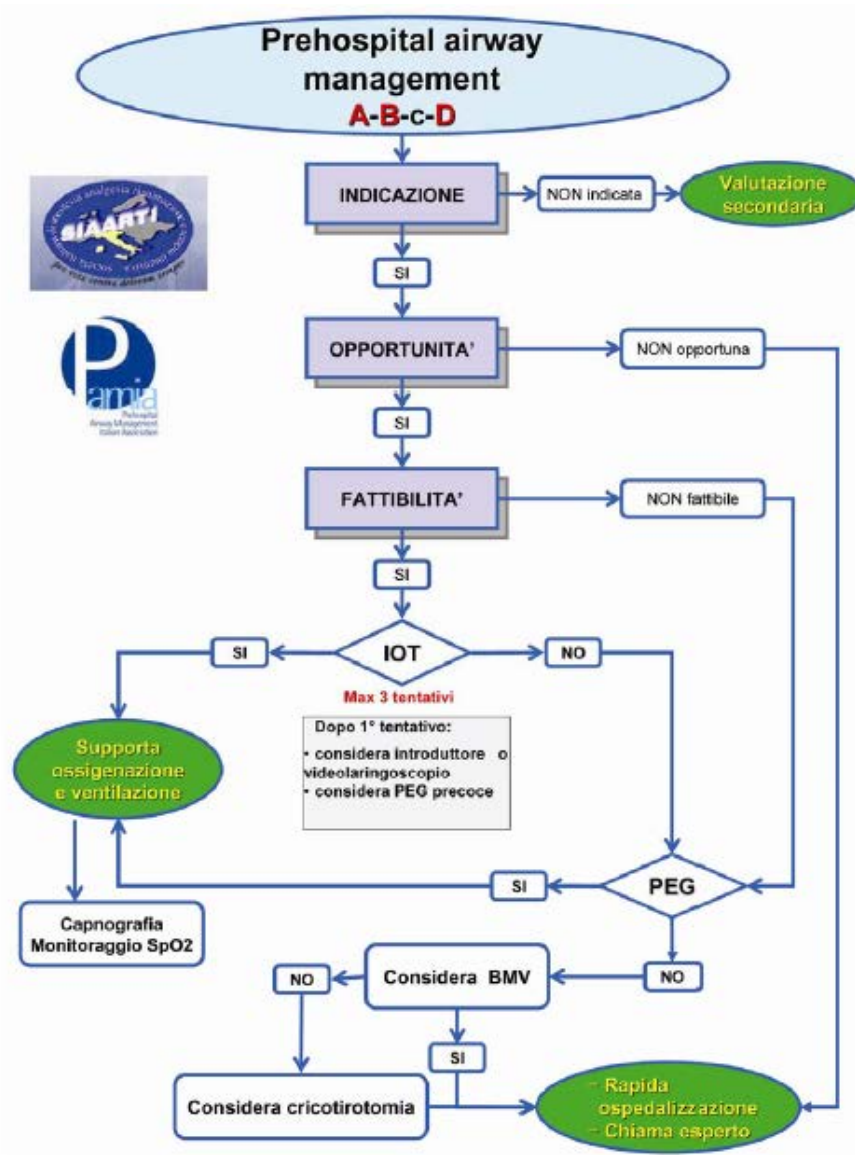 Prehospital airway
management
A-B-c-D
INDICAZIONE
NON indicata
Valutazione
secondaria
SIAARTI
SI
OPPORTUNITA'
NON opportuna
Pamia
Prehospital
Airway Management
Italian Association
SI
FATTIBILITA'
NON fattibile
SI
SI
IOT
NO
Max 3 tentativi
Dopo 1° tentativo:
• considera introduttore o
videolaringoscopio
• considera PEG precoce
Supporta
ossigenazione
e ventilazione
SI
PEG
Capnografia
Monitoraggio SpO2
NO
Considera BMV
NO
SI
Considera cricotirotomia
– Rapida
ospedalizzazione
– Chiama esperto